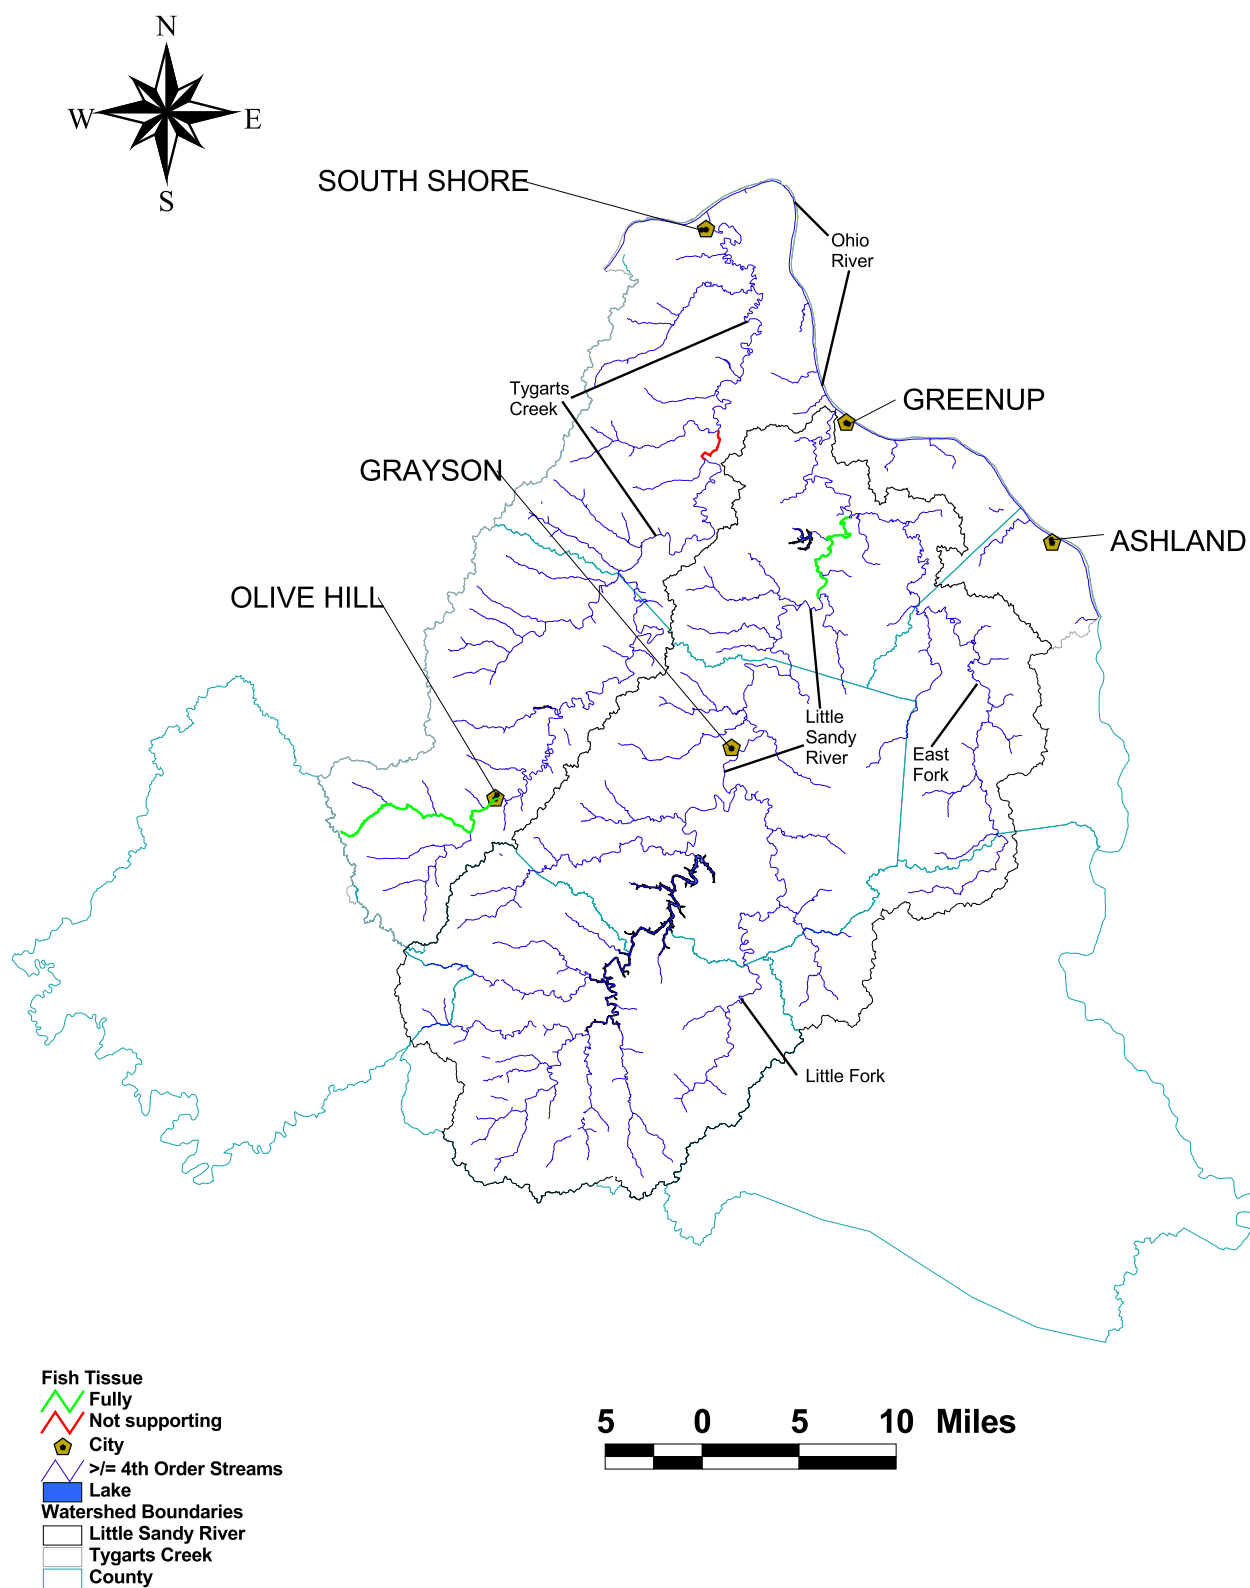 N
W
E
S
SOUTH SHORE
Ohio
River
Tygarts
Creek
GREENUP
GRAYSON
ASHLAND
OLIVE HILL
Little
Sandy
River
East
Fork
Little Fork
Fish Tissue
Fully
Not supporting
City
>/= 4th Order Streams
Lake
Watershed Boundaries
Little Sandy River
Tygarts Creek
County
5 0 5 10 Miles